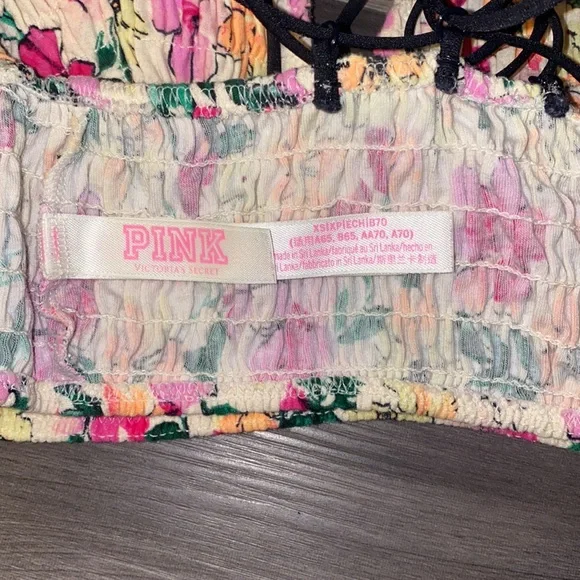 PINK
VICTORIA'S SECRET
XS|XP|ECH|B70
(适用A65, B65, AA70, A70)
made in Sri Lanka/fabriqué au Sri Lanka/hecho en
Lanka/fabbricato in Sri Lanka/斯里兰卡制造